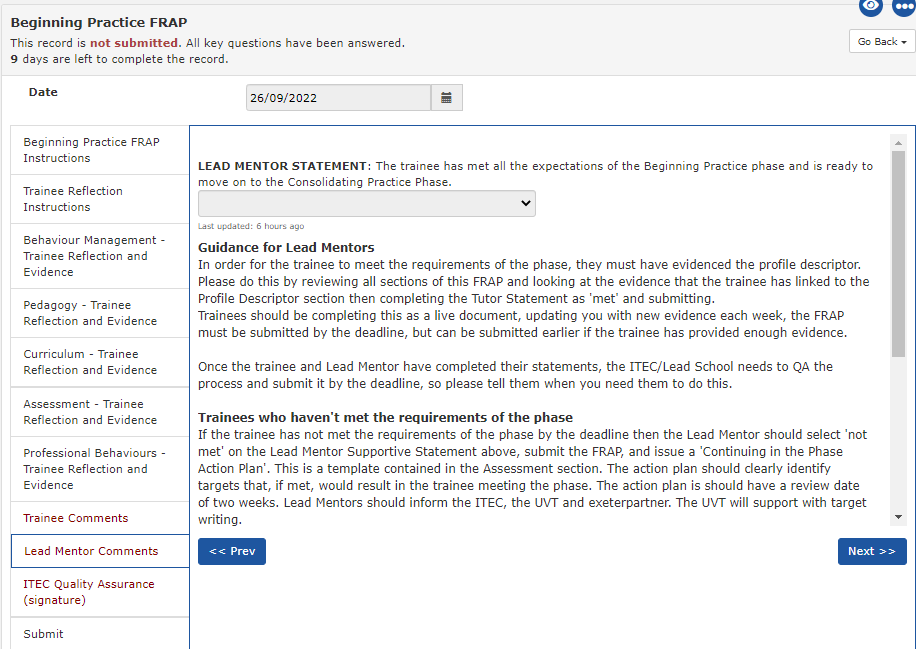 Beginning Practice FRAP
This record is not submitted. All key questions have been answered.
9 days are left to complete the record.
Go Back
Date
26/09/2022
Beginning Practice FRAP
Instructions
Trainee Reflection
Instructions
Behaviour Management -
Trainee Reflection and
Evidence
Pedagogy - Trainee
Reflection and Evidence
Curriculum - Trainee
Reflection and Evidence
Assessment - Trainee
Reflection and Evidence
Professional Behaviours -
Trainee Reflection and
Evidence
Trainee Comments
Lead Mentor Comments
ITEC Quality Assurance
(signature)
Submit
LEAD MENTOR STATEMENT: The trainee has met all the expectations of the Beginning Practice phase and is ready to
move on to the Consolidating Practice Phase.
Last updated: 6 hours ago
Guidance for Lead Mentors
In order for the trainee to meet the requirements of the phase, they must have evidenced the profile descriptor.
Please do this by reviewing all sections of this FRAP and looking at the evidence that the trainee has linked to the
Profile Descriptor section then completing the Tutor Statement as 'met' and submitting.
Trainees should be completing this as a live document, updating you with new evidence each week, the FRAP
must be submitted by the deadline, but can be submitted earlier if the trainee has provided enough evidence.
Once the trainee and Lead Mentor have completed their statements, the ITEC/Lead School needs to QA the
process and submit it by the deadline, so please tell them when you need them to do this.
Trainees who haven't met the requirements of the phase
If the trainee has not met the requirements of the phase by the deadline then the Lead Mentor should select 'not
met' on the Lead Mentor Supportive Statement above, submit the FRAP, and issue a 'Continuing in the Phase
Action Plan'. This is a template contained in the Assessment section. The action plan should clearly identify
targets that, if met, would result in the trainee meeting the phase. The action plan is should have a review date
of two weeks. Lead Mentors should inform the ITEC, the UVT and exeterpartner. The UVT will support with target
writing.
<< Prev
Next >>